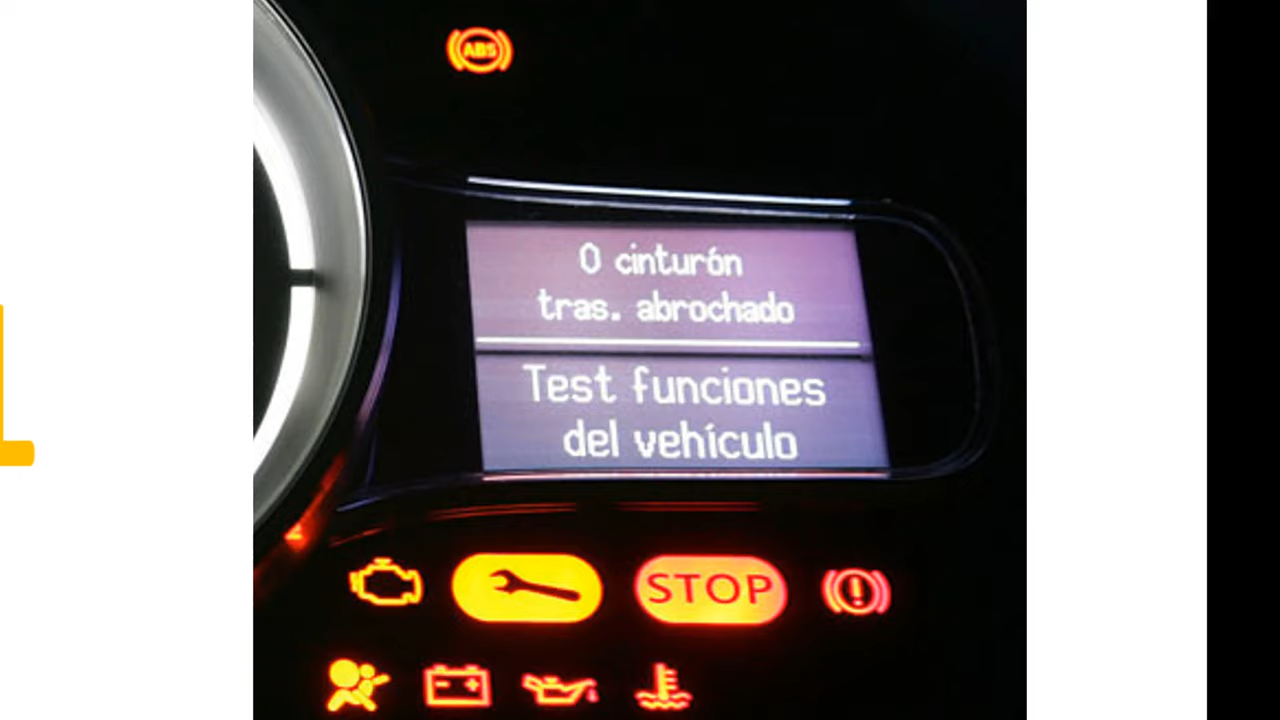 ABS
0 cinturón
tras. abrochado
Test funciones
del vehículo
STOP